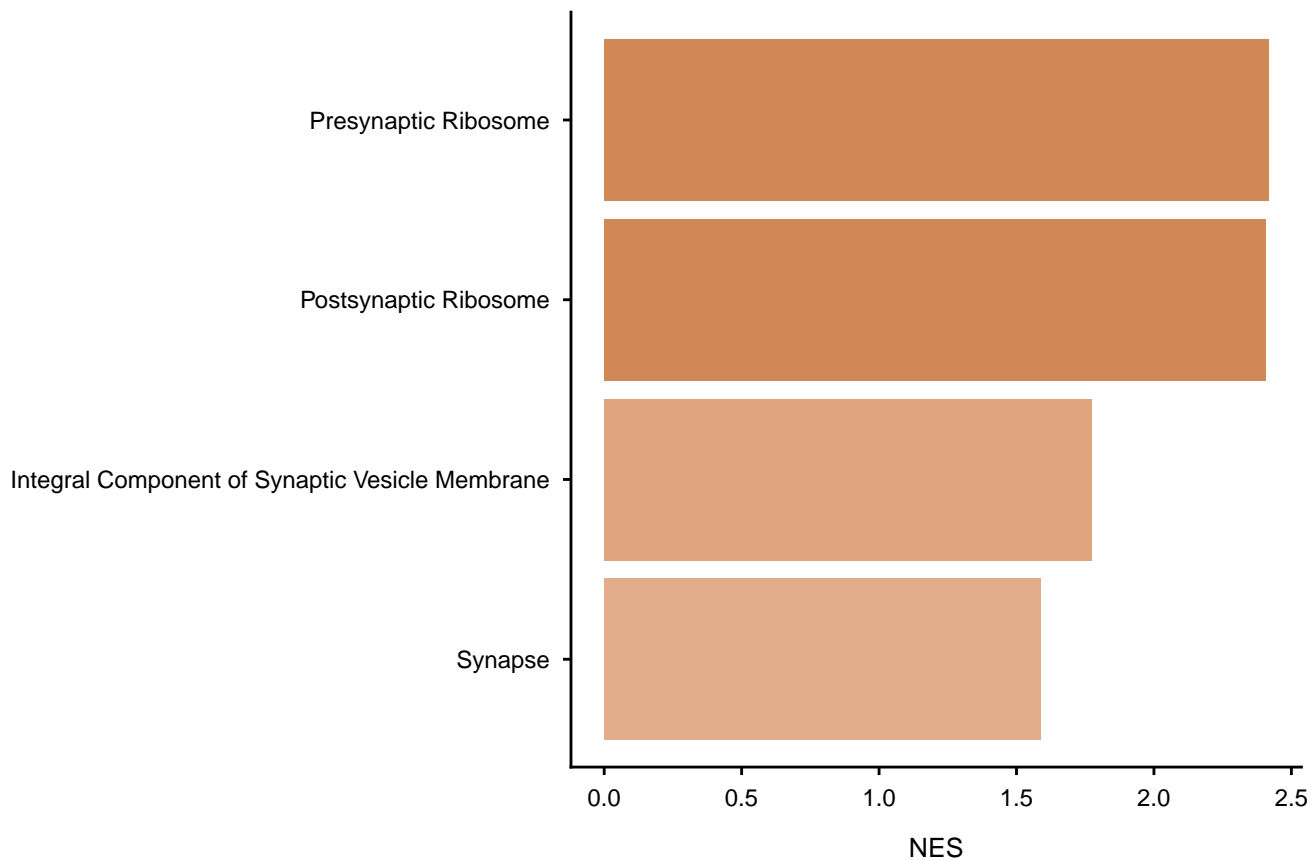 Presynaptic Ribosome
Postsynaptic Ribosome
Integral Component of Synaptic Vesicle Membrane
Synapse
0.0 0.5 1.0 1.5 2.0 2.5
NES